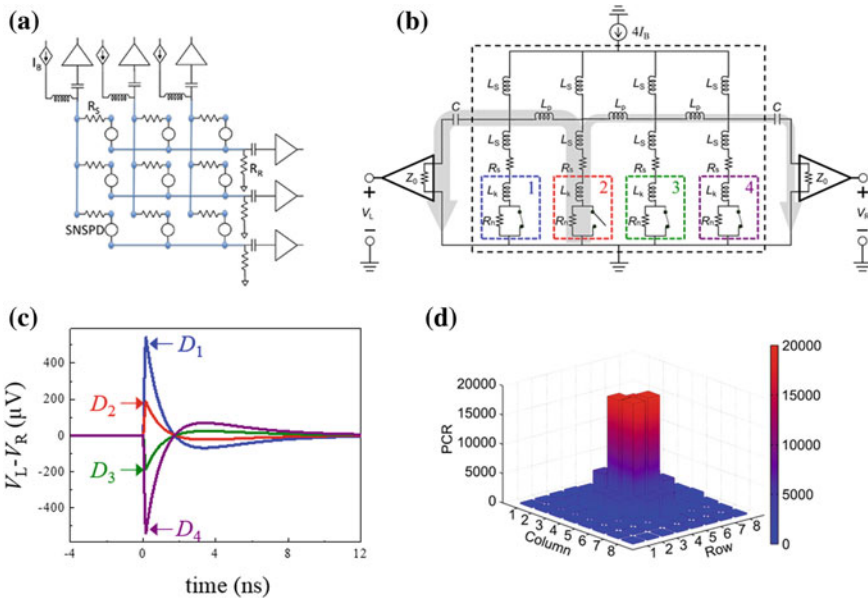 (a)
I_B
R_S
R_R
SNSPD
(b)
4I_B
L_S L_S L_S L_S
C L_p L_p L_p C
L_S L_S L_S L_S
R_s R_s R_s R_s
Z_0 L_k 1 L_k 2 L_k 3 L_k 4 Z_0
+ V_L − R_n R_n R_n R_n + V_R −
(c)
V_L-V_R (μV)
400
200
0
-200
-400
D_1
D_2
D_3
D_4
-4 0 4 8 12
time (ns)
(d)
PCR
20000
15000
10000
5000
0
1 2 3 4 5 6 7 8
Column
1 2 3 4 5 6 7 8
Row
20000
15000
10000
5000
0